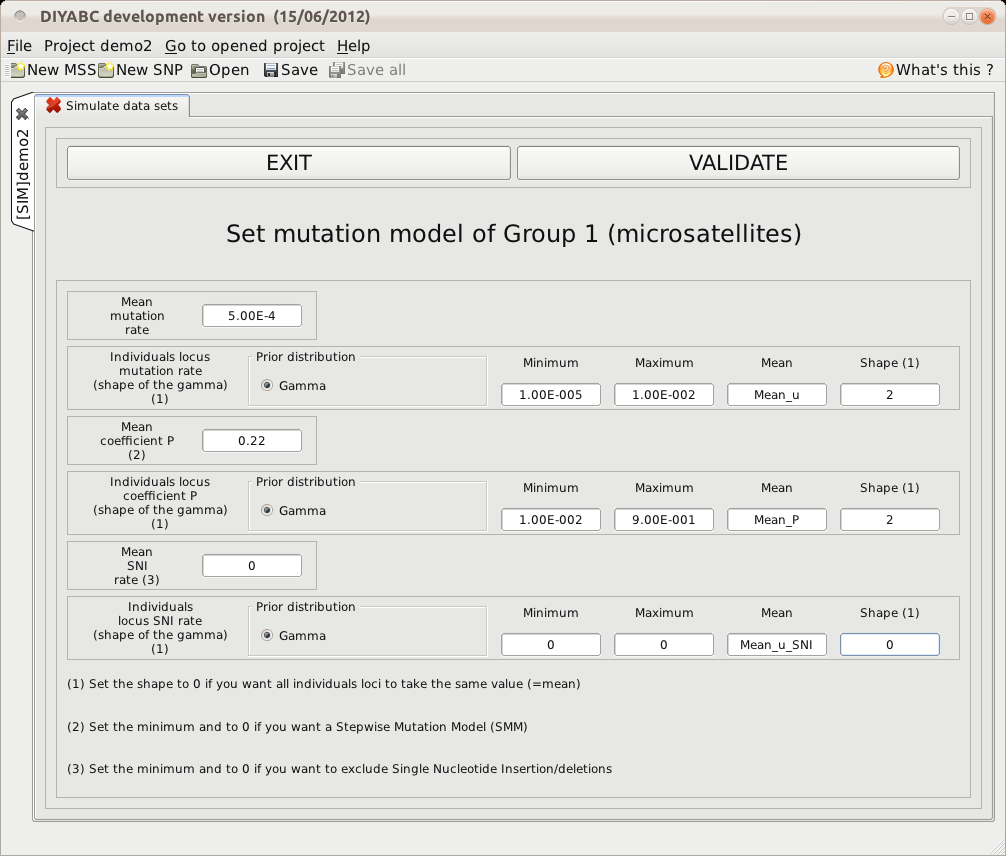 DIYABC development version (15/06/2012)
File Project demo2 Go to opened project Help
New MSS New SNP Open Save Save all What's this ?
Simulate data sets
[SIM]demo2
EXIT VALIDATE
Set mutation model of Group 1 (microsatellites)
Mean
mutation
rate
5.00E-4
Individuals locus
mutation rate
(shape of the gamma)
(1)
Prior distribution
Gamma
Minimum Maximum Mean Shape (1)
1.00E-005 1.00E-002 Mean_u 2
Mean
coefficient P
(2)
0.22
Individuals locus
coefficient P
(shape of the gamma)
(1)
Prior distribution
Gamma
Minimum Maximum Mean Shape (1)
1.00E-002 9.00E-001 Mean_P 2
Mean
SNI
rate (3)
0
Individuals
locus SNI rate
(shape of the gamma)
(1)
Prior distribution
Gamma
Minimum Maximum Mean Shape (1)
0 0 Mean_u_SNI 0
(1) Set the shape to 0 if you want all individuals loci to take the same value (=mean)
(2) Set the minimum and to 0 if you want a Stepwise Mutation Model (SMM)
(3) Set the minimum and to 0 if you want to exclude Single Nucleotide Insertion/deletions